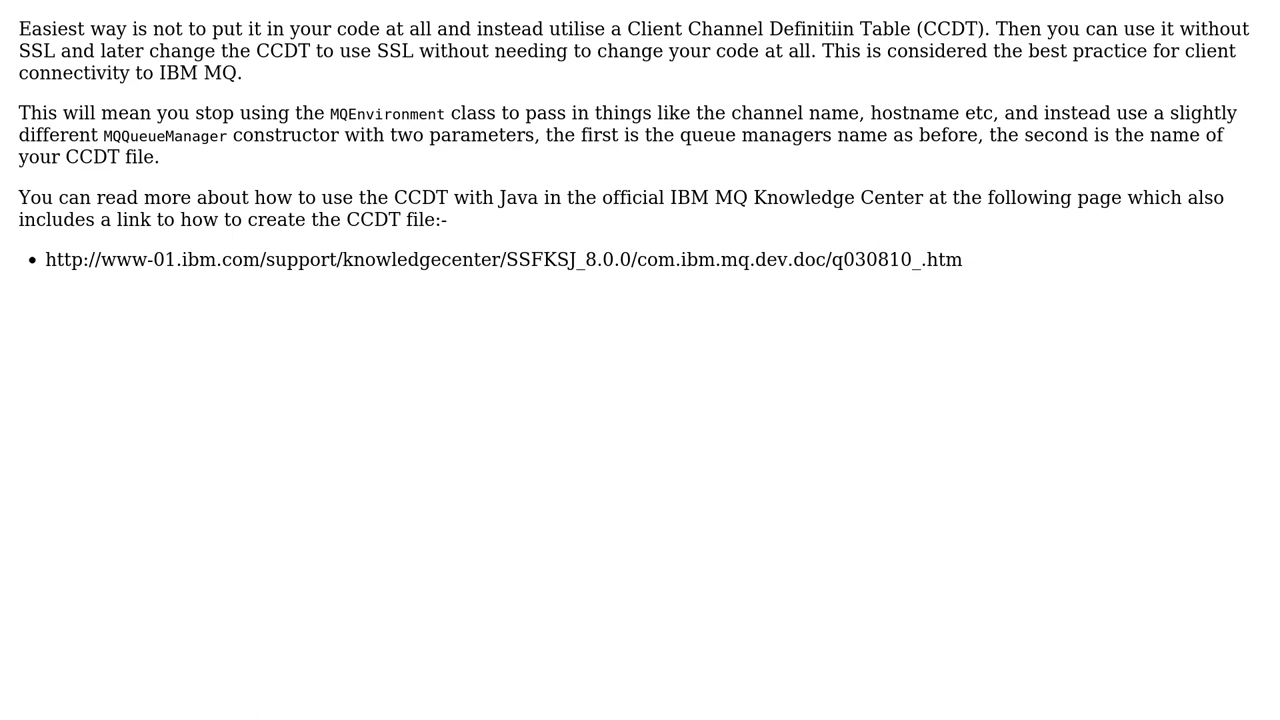 Easiest way is not to put it in your code at all and instead utilise a Client Channel Definitiin Table (CCDT). Then you can use it without
SSL and later change the CCDT to use SSL without needing to change your code at all. This is considered the best practice for client
connectivity to IBM MQ.
This will mean you stop using the MQEnvironment class to pass in things like the channel name, hostname etc, and instead use a slightly
different MQQueueManager constructor with two parameters, the first is the queue managers name as before, the second is the name of
your CCDT file.
You can read more about how to use the CCDT with Java in the official IBM MQ Knowledge Center at the following page which also
includes a link to how to create the CCDT file:-
• http://www-01.ibm.com/support/knowledgecenter/SSFKSJ_8.0.0/com.ibm.mq.dev.doc/q030810_.htm